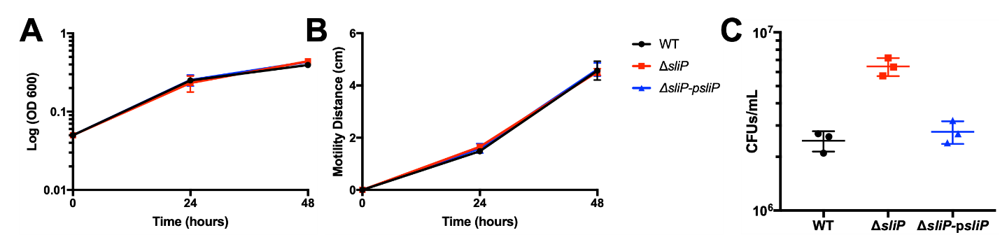 A
Log (OD 600)
1
0.1
0.01
0
24
48
Time (hours)
B
Motility Distance (cm)
6
4
2
0
0
24
48
Time (hours)
WT
ΔsliP
ΔsliP-psliP
C
CFUs/mL
10⁷
10⁶
WT
ΔsliP
ΔsliP-psliP